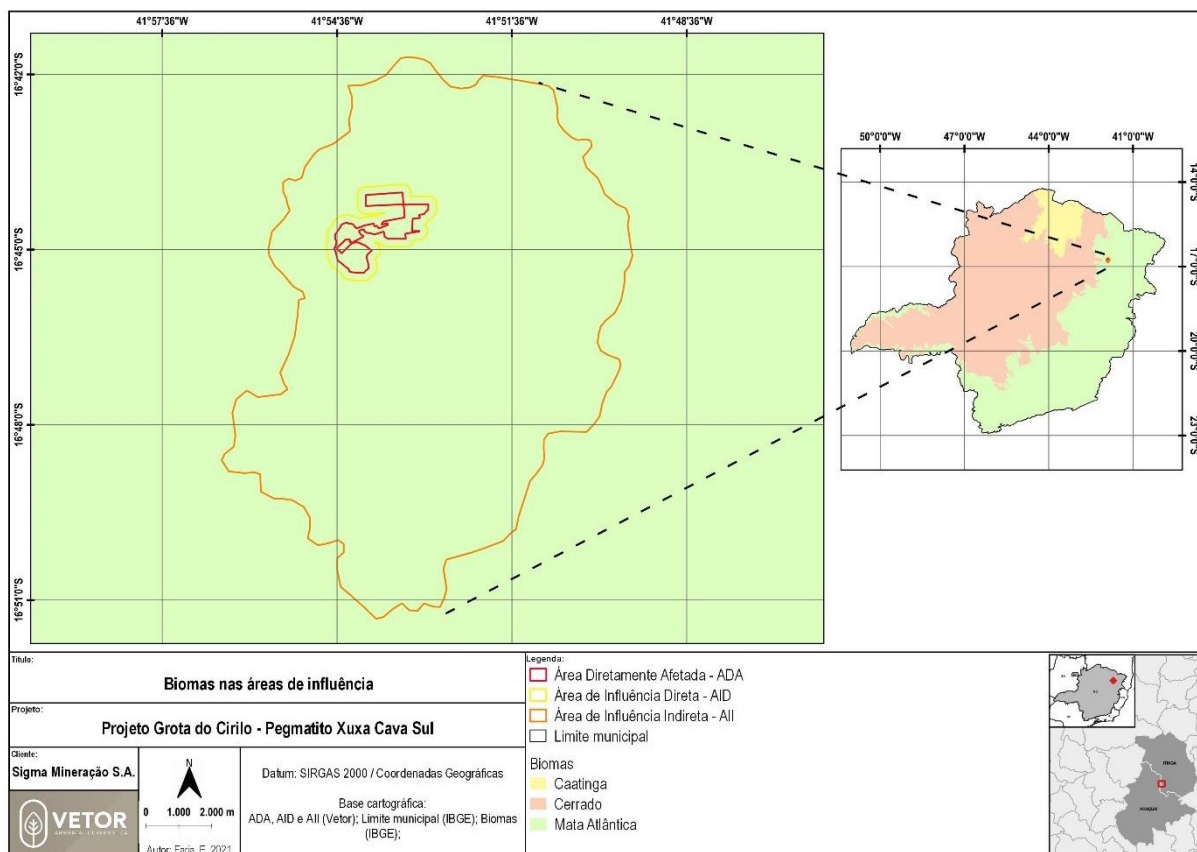 41°57'36"W
41°54'36"W
41°51'36"W
41°48'36"W
16°42'0"S
16°45'0"S
16°48'0"S
16°51'0"S
50°0'0"W
47°0'0"W
44°0'0"W
41°0'0"W
14°0'0"S
17°0'0"S
20°0'0"S
23°0'0"S
Título:
Biomas nas áreas de influência
Projeto:
Projeto Grota do Cirilo - Pegmatito Xuxa Cava Sul
Cliente:
Sigma Mineração S.A.
VETOR
N
0 1.000 2.000 m
Autor: Faria, F. 2021
Datum: SIRGAS 2000 / Coordenadas Geográficas
Base cartográfica:
ADA, AID e AII (Vetor); Limite municipal (IBGE); Biomas
(IBGE);
Legenda:
Área Diretamente Afetada - ADA
Área de Influência Direta - AID
Área de Influência Indireta - AII
Limite municipal
Biomas
Caatinga
Cerrado
Mata Atlântica